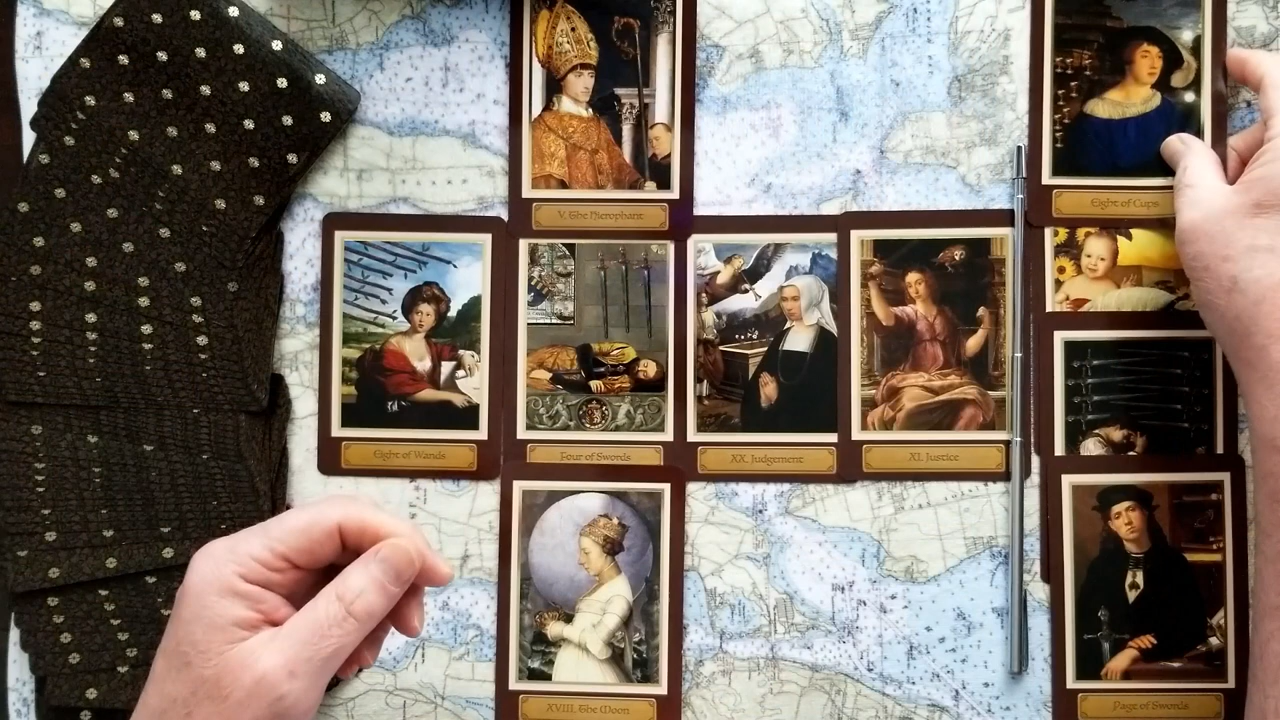 V. The Hierophant
Eight of Cups
Eight of Wands
Four of Swords
XX. Judgement
XI. Justice
XVIII. The Moon
Page of Swords